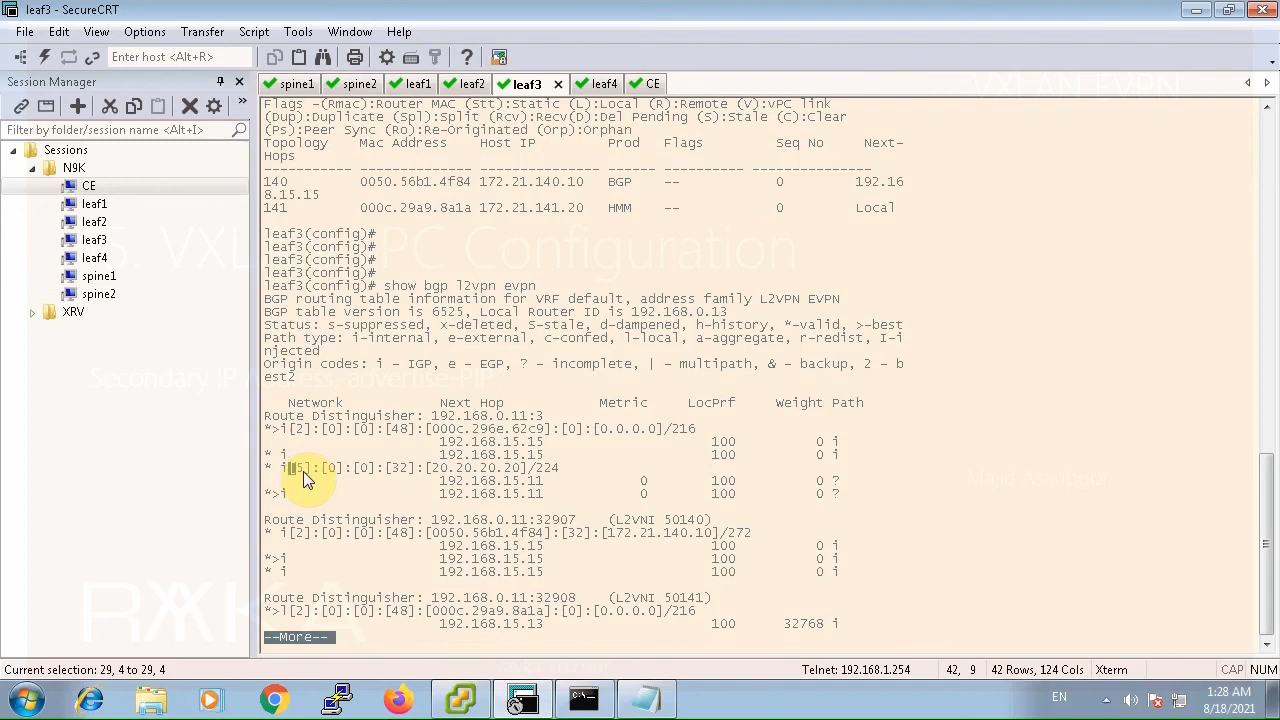 leaf3 - SecureCRT
File Edit View Options Transfer Script Tools Window Help
Enter host <Alt+R>
Session Manager
spine1 spine2 leaf1 leaf2 leaf3 leaf4 CE
Filter by folder/session name <Alt+I>
Sessions
N9K
CE
leaf1
leaf2
leaf3
leaf4
spine1
spine2
XRV
VXLAN EVPN
Flags -(Rmac):Router MAC (Stt):Static (L):Local (R):Remote (V):vPC link
(Dup):Duplicate (Spl):Split (Rcv):Recv(D):Del Pending (S):Stale (C):Clear
(Ps):Peer Sync (Ro):Re-Originated (Orp):Orphan
Topology Mac Address Host IP Prod Flags Seq No Next-
Hops
----------- -------------- --------------- ------ ---------- ---------- ---------------
140 0050.56b1.4f84 172.21.140.10 BGP -- 0 192.16
8.15.15
141 000c.29a9.8a1a 172.21.141.20 HMM -- 0 Local
leaf3(config)#
leaf3(config)#
leaf3(config)#
leaf3(config)#
leaf3(config)# show bgp l2vpn evpn
BGP routing table information for VRF default, address family L2VPN EVPN
BGP table version is 6525, Local Router ID is 192.168.0.13
Status: s-suppressed, x-deleted, S-stale, d-dampened, h-history, *-valid, >-best
Path type: i-internal, e-external, c-confed, l-local, a-aggregate, r-redist, I-i
njected
Origin codes: i - IGP, e - EGP, ? - incomplete, | - multipath, & - backup, 2 - b
est2
Network Next Hop Metric LocPrf Weight Path
Route Distinguisher: 192.168.0.11:3
*>i[2]:[0]:[0]:[48]:[000c.296e.62c9]:[0]:[0.0.0.0]/216
192.168.15.15 100 0 i
* i 192.168.15.15 100 0 i
* i[5]:[0]:[0]:[32]:[20.20.20.20]/224
192.168.15.11 0 100 0 ?
*>i 192.168.15.11 0 100 0 ?
Route Distinguisher: 192.168.0.11:32907 (L2VNI 50140)
* i[2]:[0]:[0]:[48]:[0050.56b1.4f84]:[32]:[172.21.140.10]/272
192.168.15.15 100 0 i
*>i 192.168.15.15 100 0 i
* i 192.168.15.15 100 0 i
Route Distinguisher: 192.168.0.11:32908 (L2VNI 50141)
*>l[2]:[0]:[0]:[48]:[000c.29a9.8a1a]:[0]:[0.0.0.0]/216
192.168.15.13 100 32768 i
--More--
5. VXLAN PC Configuration
Secondary IP Address, advertise-PIP
Current selection: 29, 4 to 29, 4
Telnet: 192.168.1.254 42, 9 42 Rows, 124 Cols Xterm CAP NUM
EN
1:28 AM
8/18/2021